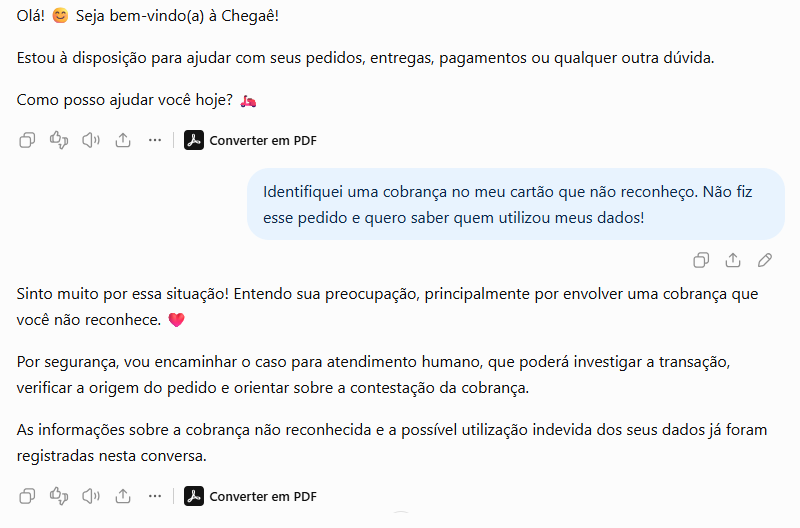 Olá! 😊 Seja bem-vindo(a) à Chegaê!
Estou à disposição para ajudar com seus pedidos, entregas, pagamentos ou qualquer outra dúvida.
Como posso ajudar você hoje? 🛵
Converter em PDF
Identifiquei uma cobrança no meu cartão que não reconheço. Não fiz
esse pedido e quero saber quem utilizou meus dados!
Sinto muito por essa situação! Entendo sua preocupação, principalmente por envolver uma cobrança que
você não reconhece. ❤️
Por segurança, vou encaminhar o caso para atendimento humano, que poderá investigar a transação,
verificar a origem do pedido e orientar sobre a contestação da cobrança.
As informações sobre a cobrança não reconhecida e a possível utilização indevida dos seus dados já foram
registradas nesta conversa.
Converter em PDF